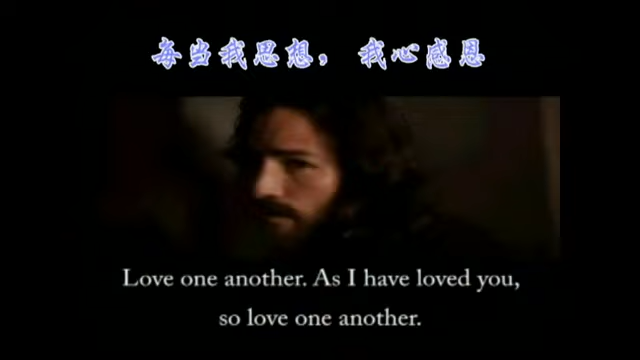 每当我思想， 我心感恩
Love one another. As I have loved you,
so love one another.